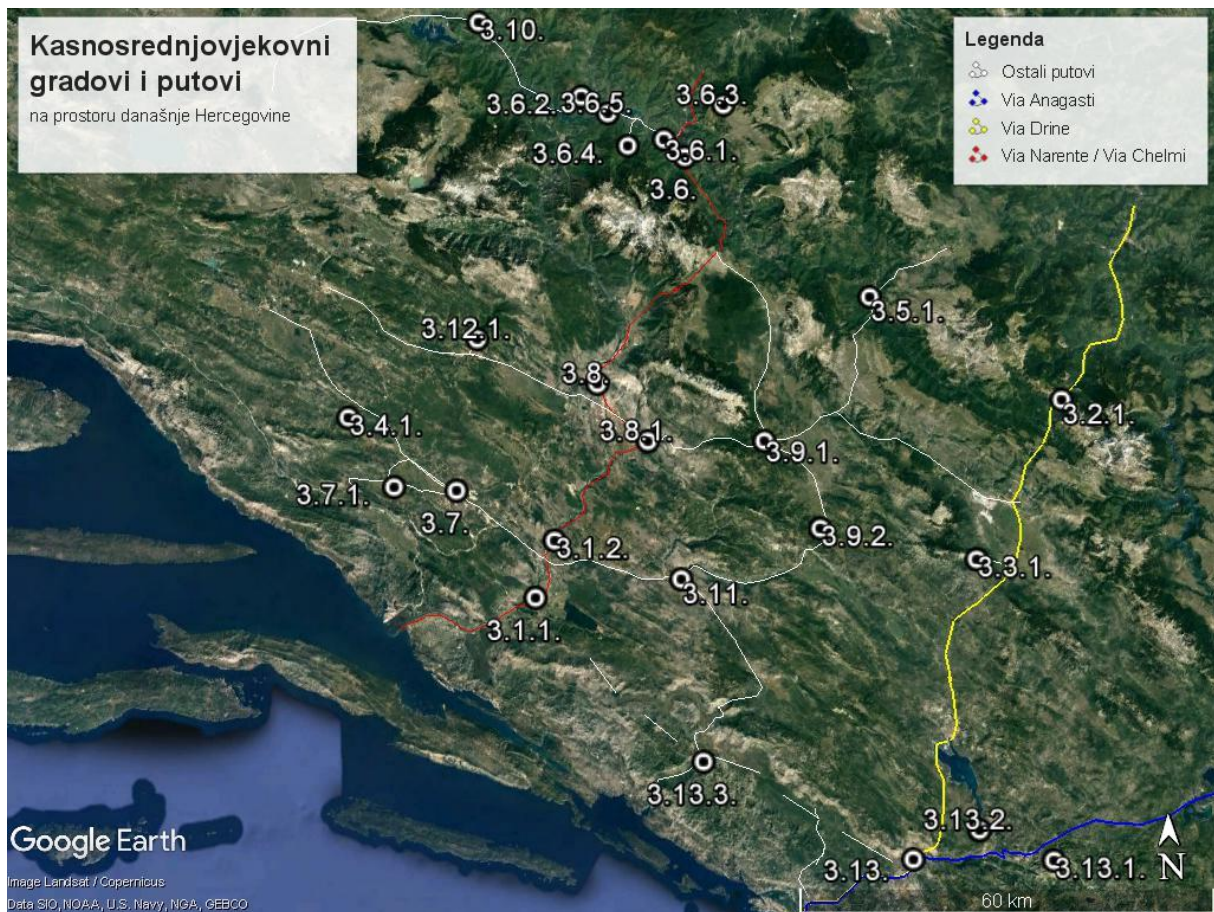 Kasnosrednjovjekovni
gradovi i putovi
na prostoru današnje Hercegovine
Legenda
Ostali putovi
Via Anagasti
Via Drine
Via Narente / Via Chelmi
3.10.
3.6.2.
3.6.5.
3.6.3.
3.6.4.
3.6.1.
3.6.
3.5.1.
3.12.1.
3.8.
3.2.1.
3.4.1.
3.8.1.
3.9.1.
3.7.1.
3.7.
3.9.2.
3.1.2.
3.3.1.
3.11.
3.1.1.
3.13.3.
3.13.2.
3.13.
3.13.1.
N
Google Earth
Image Landsat / Copernicus
Data SIO, NOAA, U.S. Navy, NGA, GEBCO
60 km